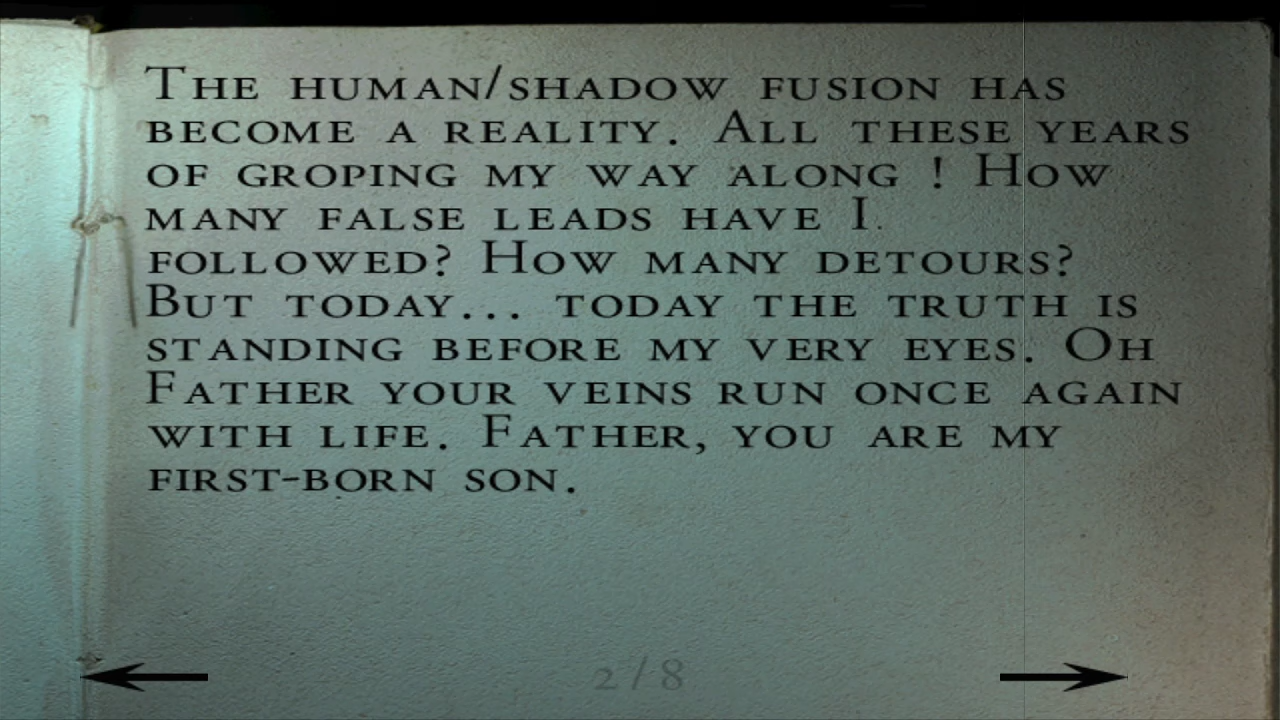 The human/shadow fusion has
become a reality. All these years
of groping my way along ! How
many false leads have I
followed? How many detours?
But today... today the truth is
standing before my very eyes. Oh
Father your veins run once again
with life. Father, you are my
first-born son.
2/8